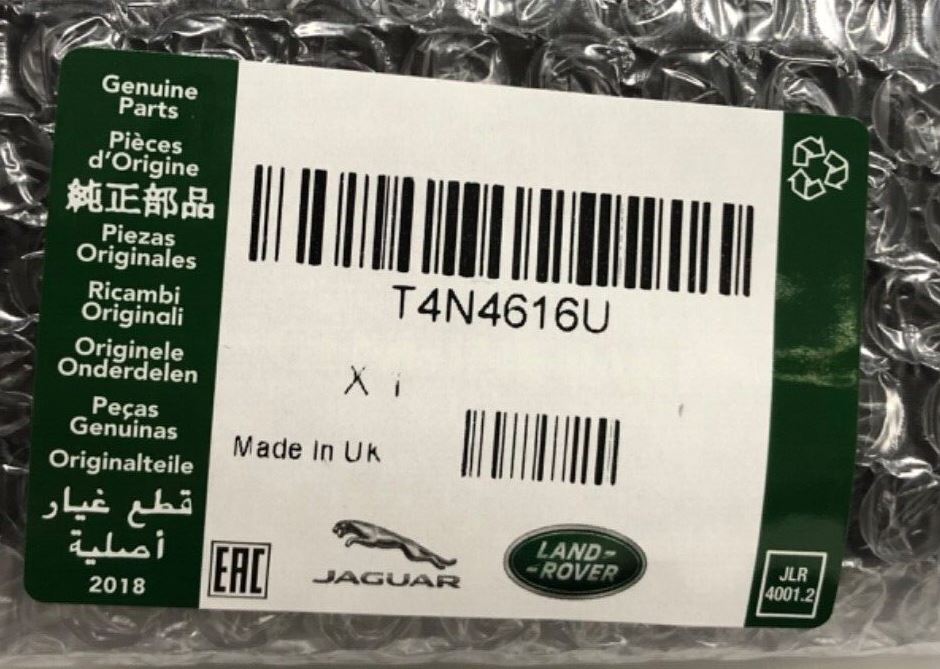 Genuine
Parts
Pièces
d'Origine
純正部品
Piezas
Originales
Ricambi
Originali
Originele
Onderdelen
Peças
Genuinas
Originalteile
قطع غيار
أصلية
2018
T4N4616U
X 1
Made In UK
EAC
JAGUAR
LAND-
-ROVER
JLR
4001.2